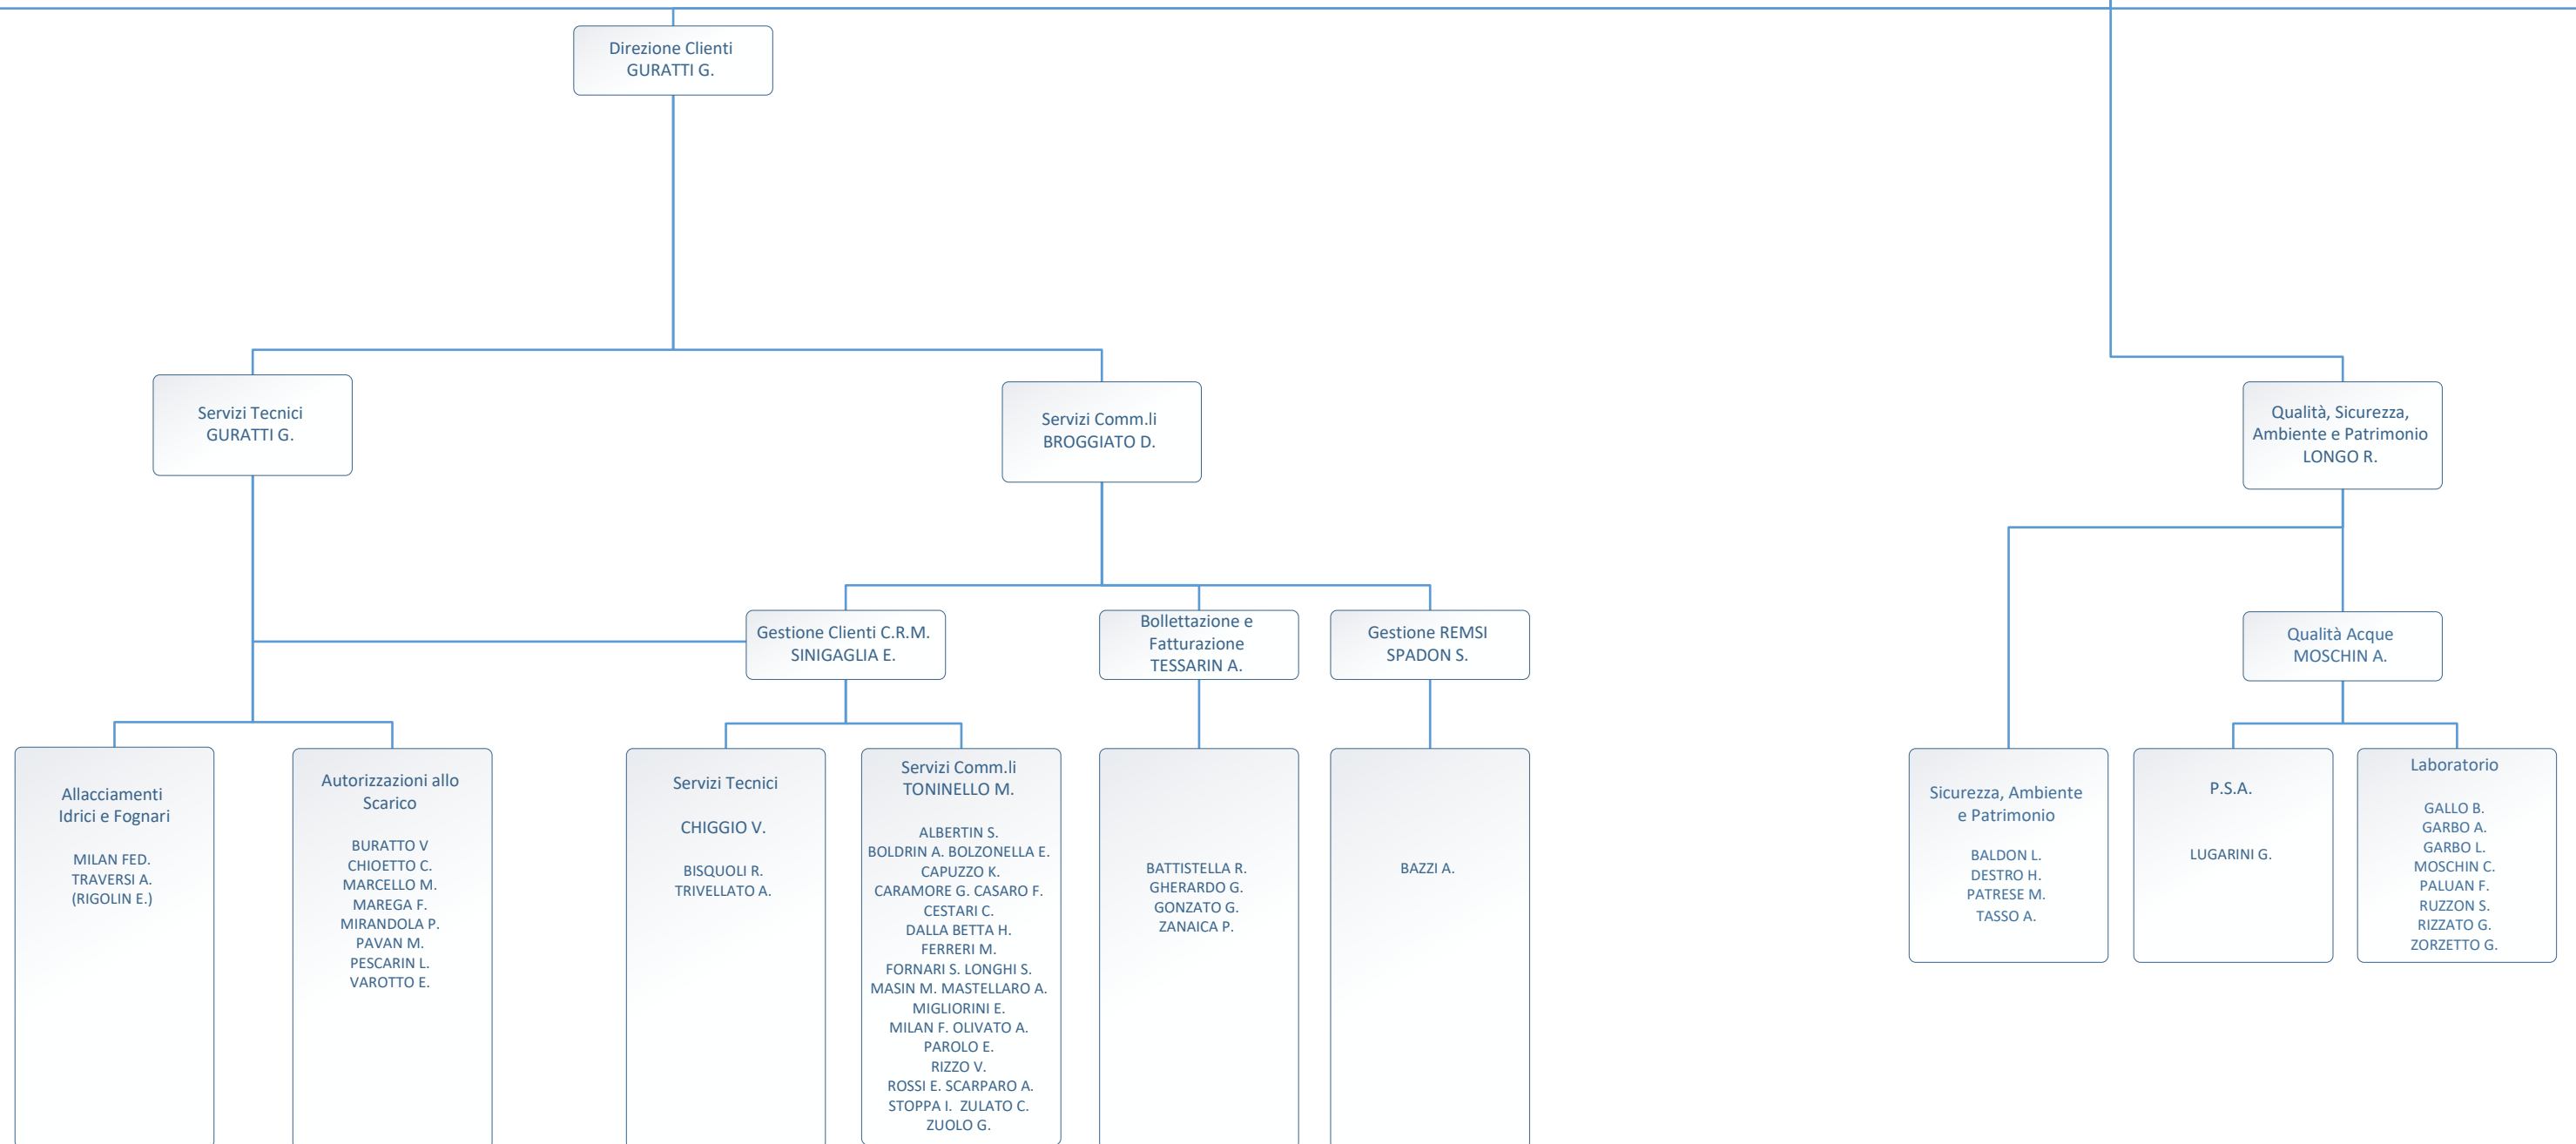 Direzione Clienti
GURATTI G.
Servizi Tecnici
GURATTI G.
Servizi Comm.li
BROGGIATO D.
Qualità, Sicurezza,
Ambiente e Patrimonio
LONGO R.
Gestione Clienti C.R.M.
SINIGAGLIA E.
Bollettazione e
Fatturazione
TESSARIN A.
Gestione REMSI
SPADON S.
Qualità Acque
MOSCHIN A.
Allacciamenti
Idrici e Fognari
MILAN FED.
TRAVERSI A.
(RIGOLIN E.)
Autorizzazioni allo
Scarico
BURATTO V
CHIOETTO C.
MARCELLO M.
MAREGA F.
MIRANDOLA P.
PAVAN M.
PESCARIN L.
VAROTTO E.
Servizi Tecnici
CHIGGIO V.
BISQUOLI R.
TRIVELLATO A.
Servizi Comm.li
TONINELLO M.
ALBERTIN S.
BOLDRIN A. BOLZONELLA E.
CAPUZZO K.
CARAMORE G. CASARO F.
CESTARI C.
DALLA BETTA H.
FERRERI M.
FORNARI S. LONGHI S.
MASIN M. MASTELLARO A.
MIGLIORINI E.
MILAN F. OLIVATO A.
PAROLO E.
RIZZO V.
ROSSI E. SCARPARO A.
STOPPA I.  ZULATO C.
ZUOLO G.
BATTISTELLA R.
GHERARDO G.
GONZATO G.
ZANAICA P.
BAZZI A.
Sicurezza, Ambiente
e Patrimonio
BALDON L.
DESTRO H.
PATRESE M.
TASSO A.
P.S.A.
LUGARINI G.
Laboratorio
GALLO B.
GARBO A.
GARBO L.
MOSCHIN C.
PALUAN F.
RUZZON S.
RIZZATO G.
ZORZETTO G.